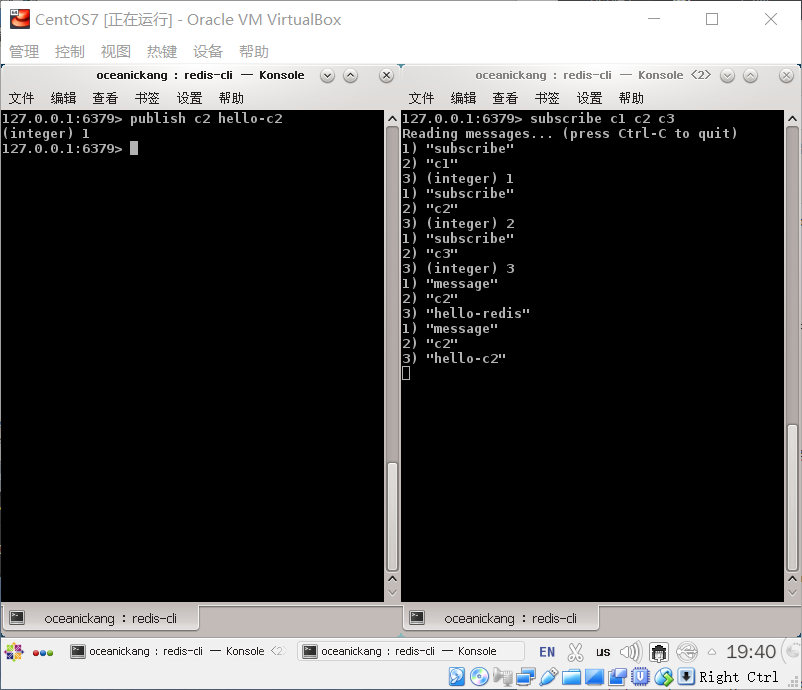 CentOS7 [正在运行] - Oracle VM VirtualBox
管理 控制 视图 热键 设备 帮助
oceanickang : redis-cli — Konsole
文件 编辑 查看 书签 设置 帮助
127.0.0.1:6379> publish c2 hello-c2
(integer) 1
127.0.0.1:6379>
oceanickang : redis-cli
oceanickang : redis-cli — Konsole <2>
文件 编辑 查看 书签 设置 帮助
127.0.0.1:6379> subscribe c1 c2 c3
Reading messages... (press Ctrl-C to quit)
1) "subscribe"
2) "c1"
3) (integer) 1
1) "subscribe"
2) "c2"
3) (integer) 2
1) "subscribe"
2) "c3"
3) (integer) 3
1) "message"
2) "c2"
3) "hello-redis"
1) "message"
2) "c2"
3) "hello-c2"
oceanickang : redis-cli
oceanickang : redis-cli — Konsole <2 oceanickang : redis-cli — Konsole EN us 19:40
Right Ctrl